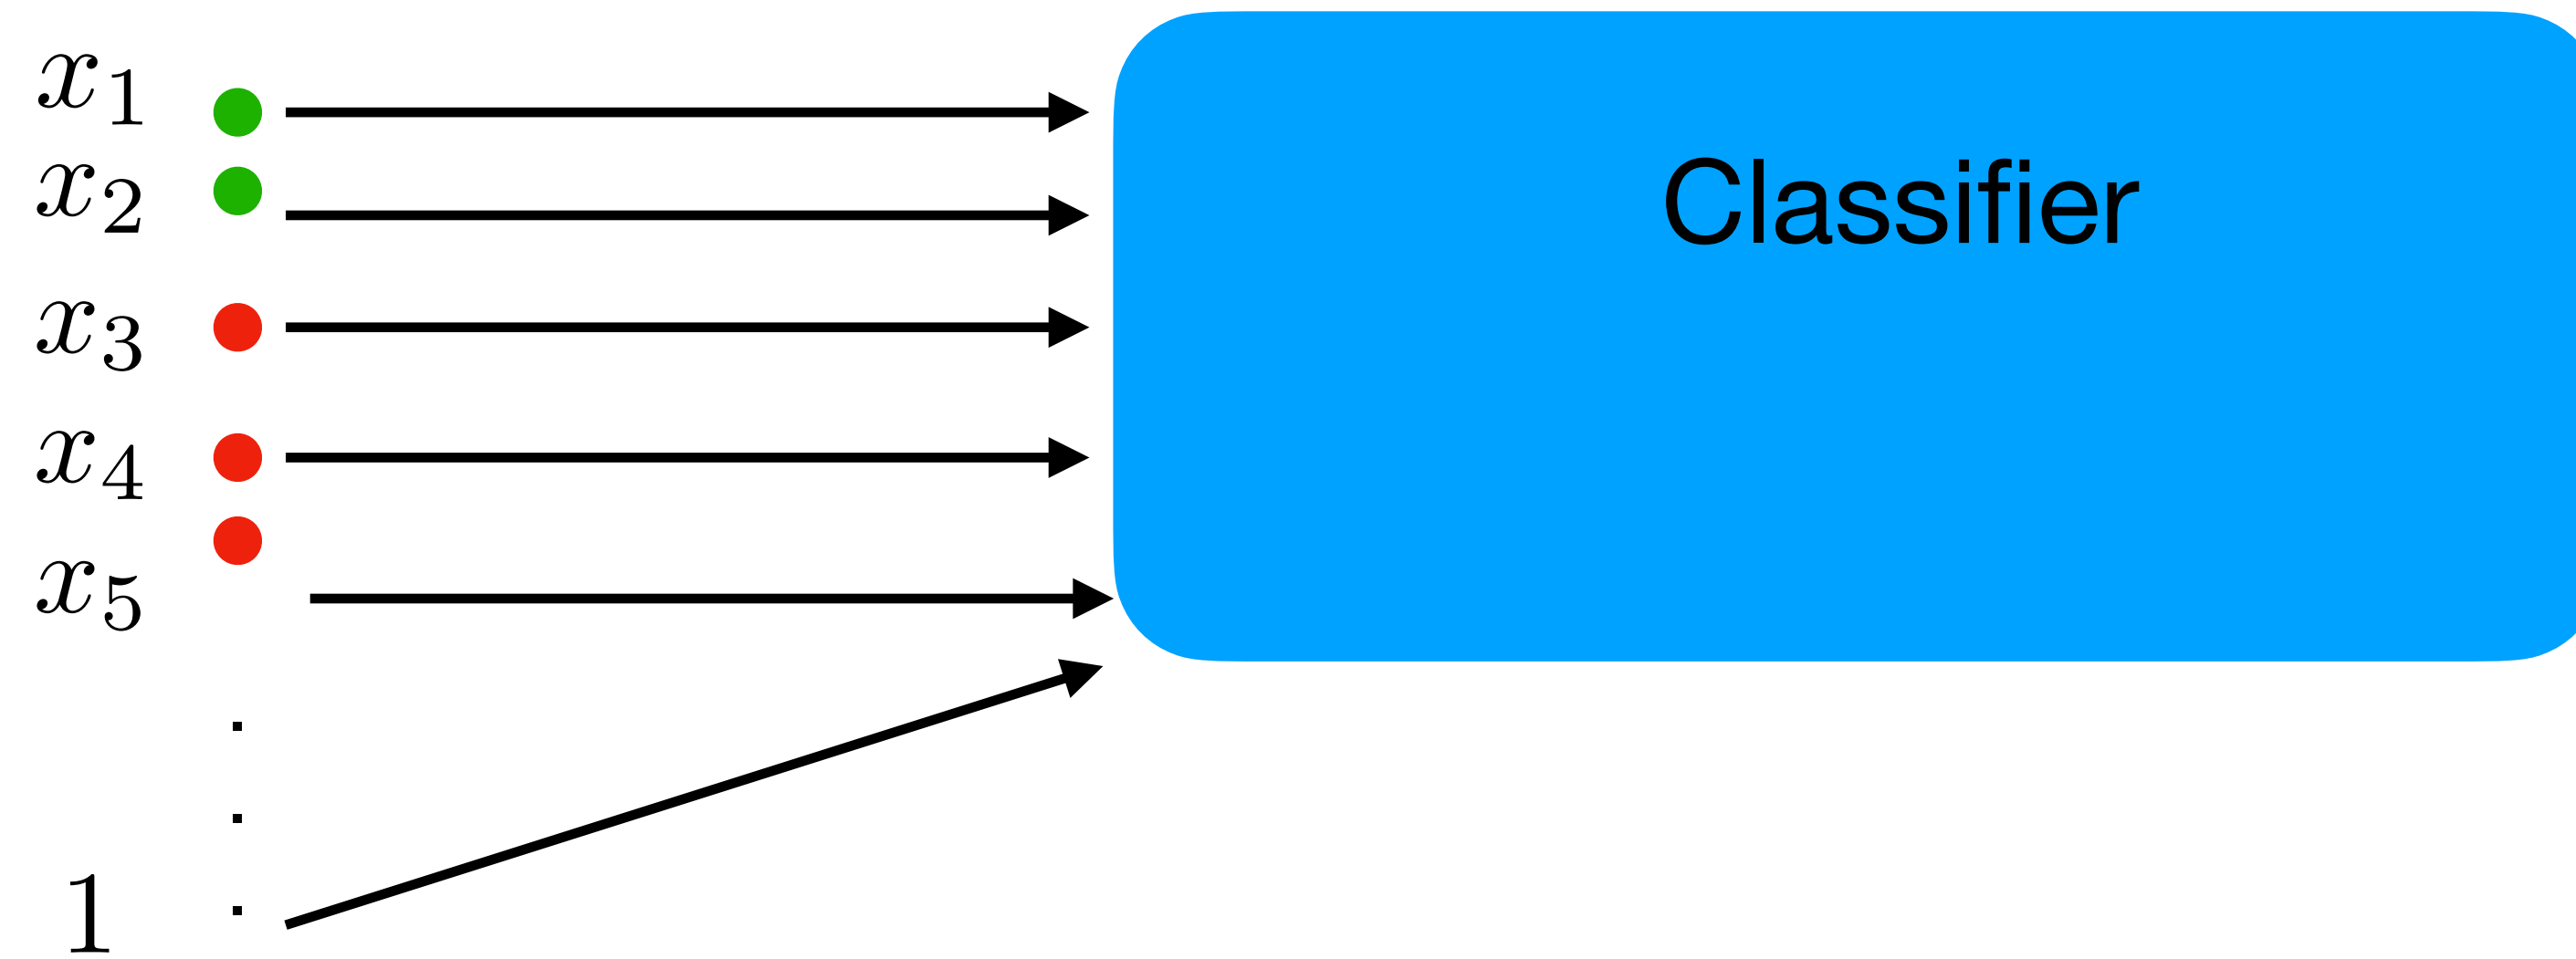 x₁
x₂
x₃
x₄
x₅
.
.
.
1
Classifier